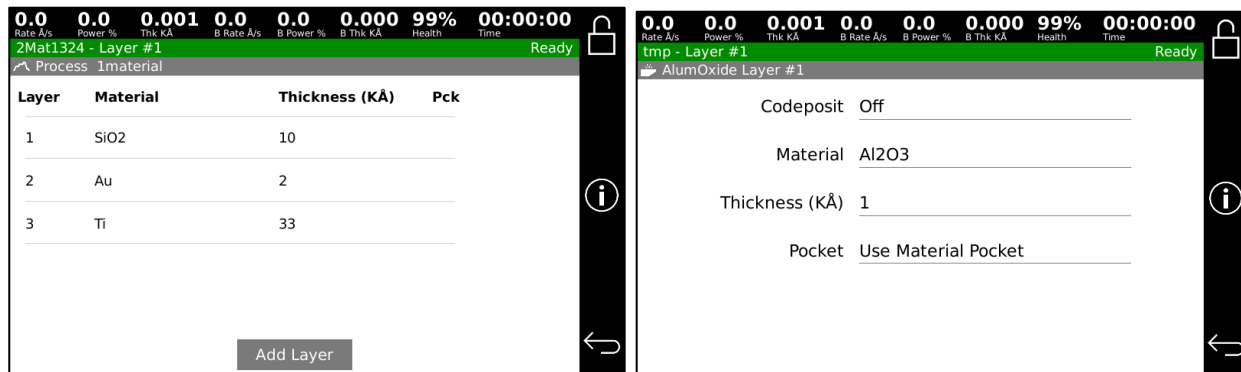 0.0 0.0 0.001 0.0 0.0 0.000 99% 00:00:00
Rate Å/s Power % Thk KÅ B Rate Å/s B Power % B Thk KÅ Health Time
2Mat1324 - Layer #1 Ready
Process 1material
Layer Material Thickness (KÅ) Pck
1 SiO2 10
2 Au 2
3 Ti 33
Add Layer
0.0 0.0 0.001 0.0 0.0 0.000 99% 00:00:00
Rate Å/s Power % Thk KÅ B Rate Å/s B Power % B Thk KÅ Health Time
tmp - Layer #1 Ready
AlumOxide Layer #1
Codeposit Off
Material Al2O3
Thickness (KÅ) 1
Pocket Use Material Pocket